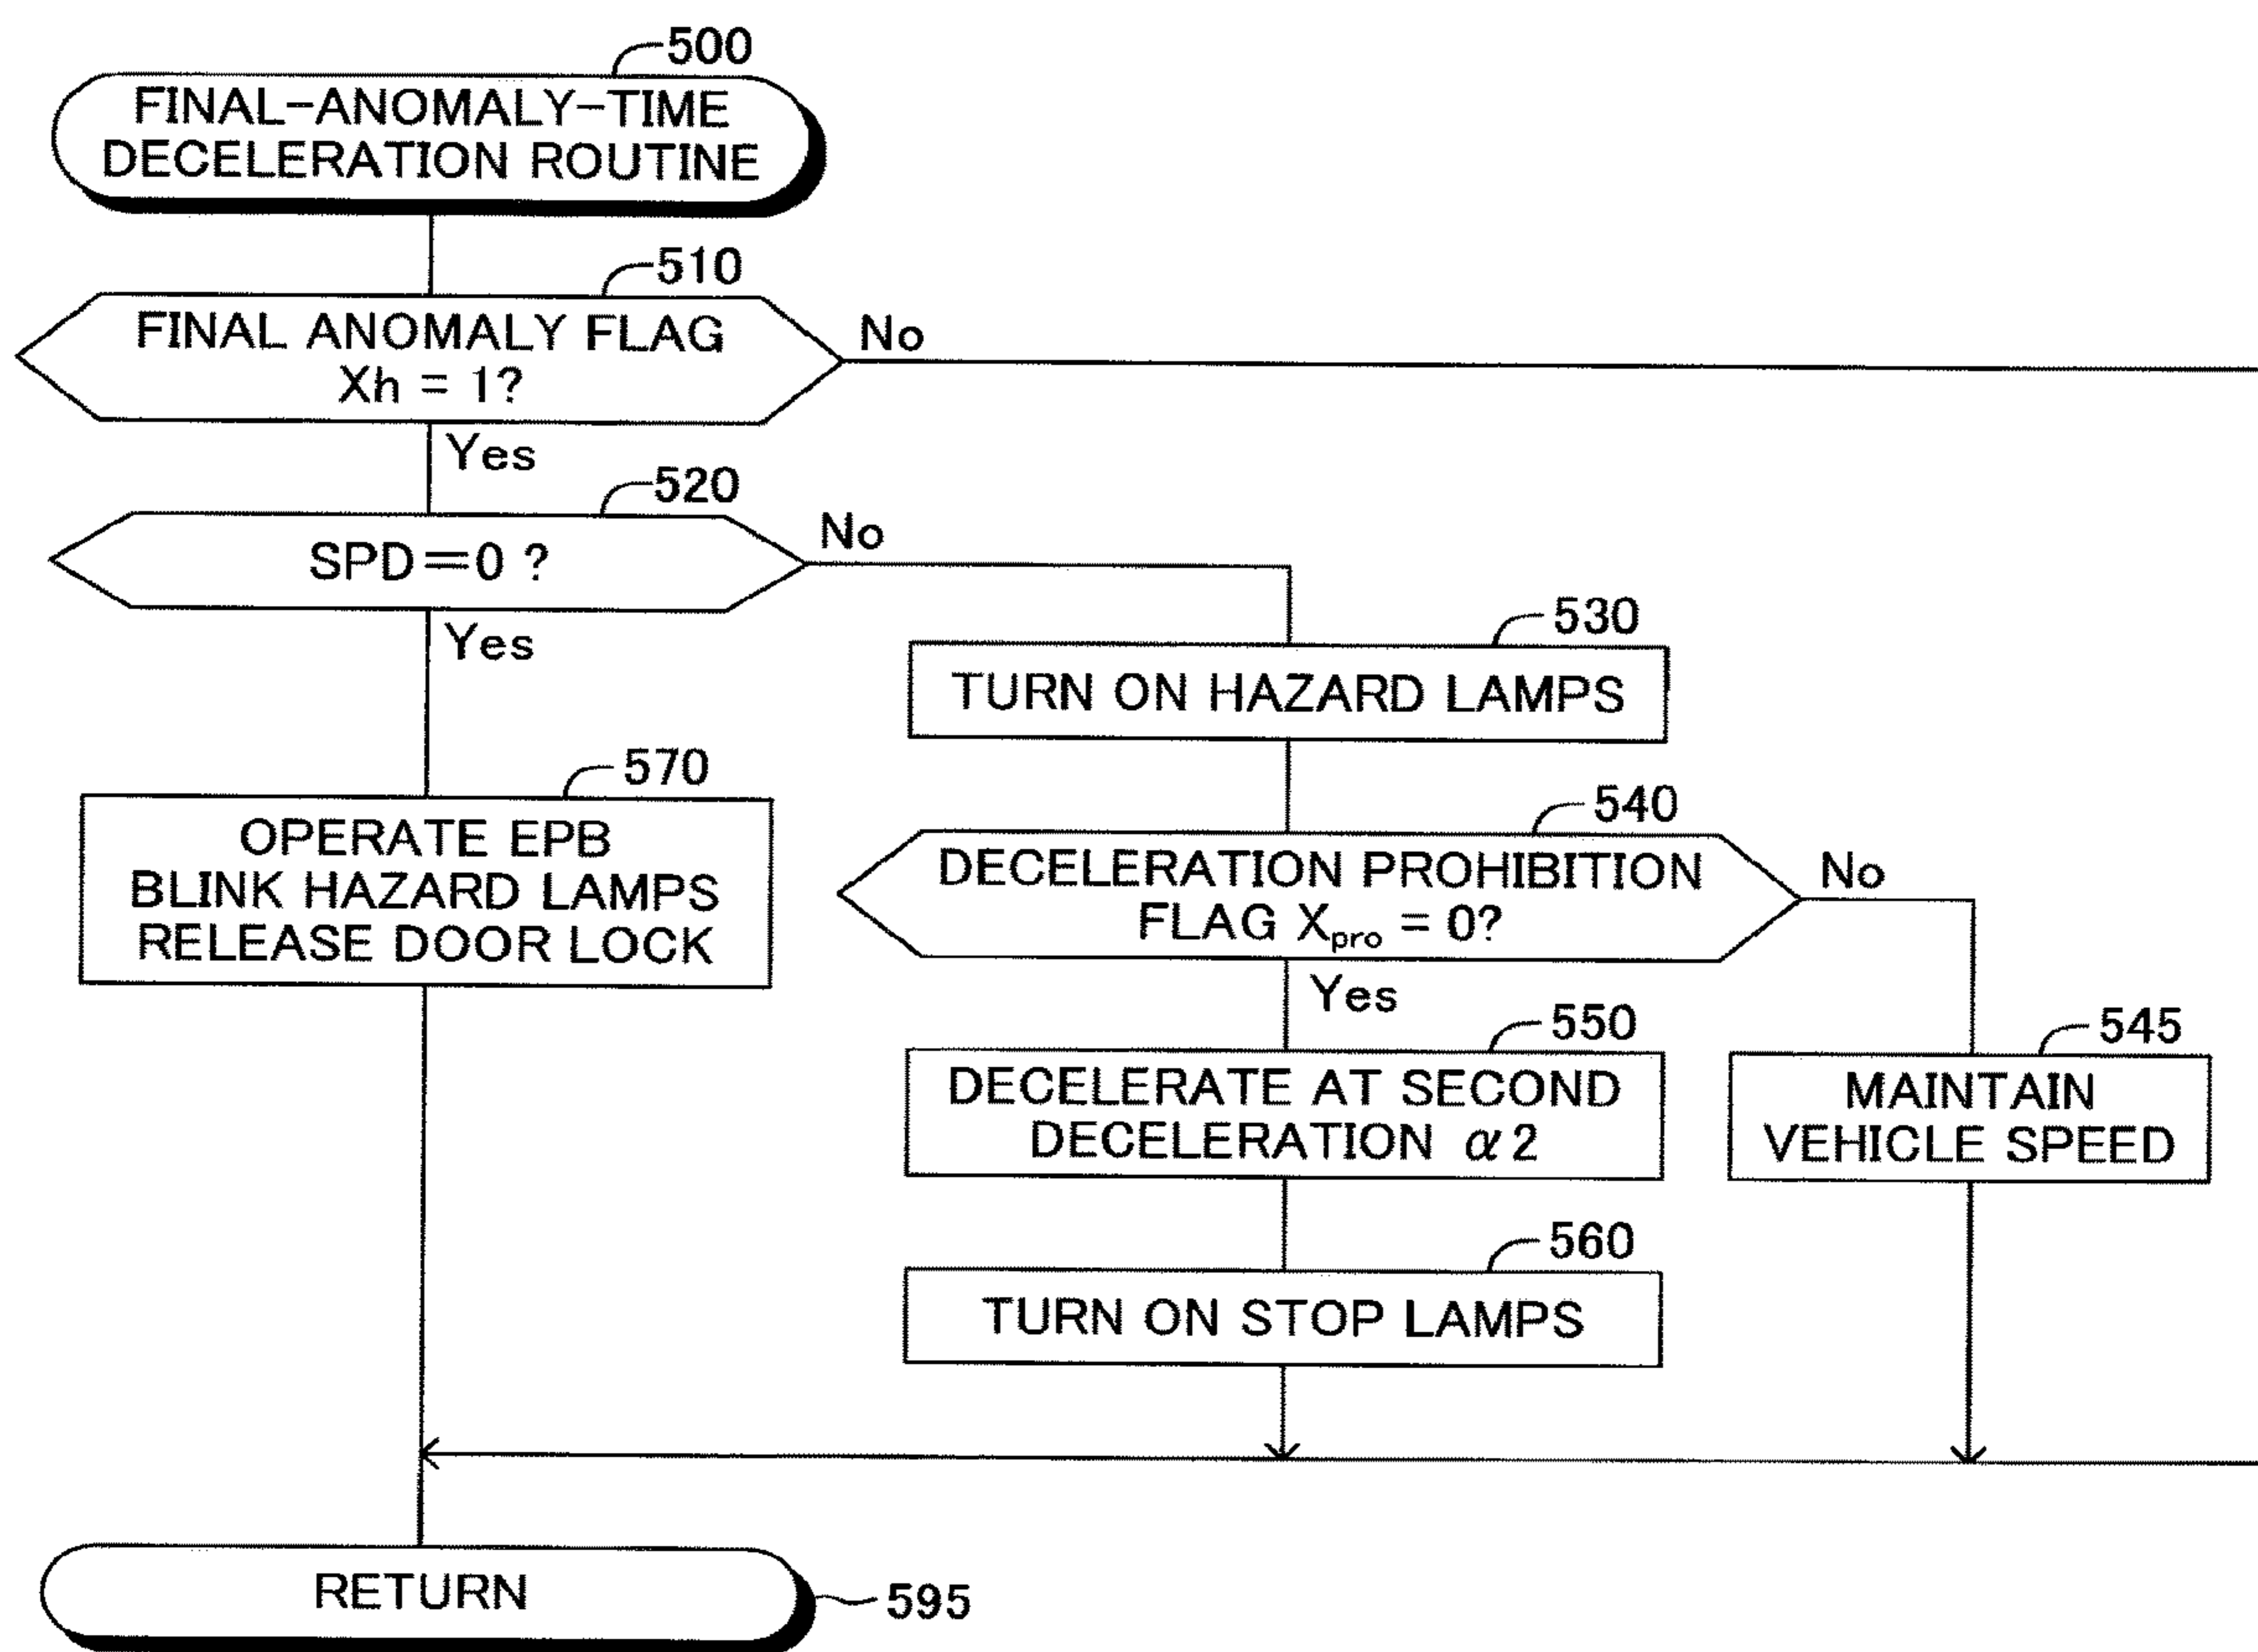 500
FINAL-ANOMALY-TIME
DECELERATION ROUTINE
510
FINAL ANOMALY FLAG
Xh = 1?
No
Yes
520
SPD=0 ?
No
Yes
530
TURN ON HAZARD LAMPS
570
OPERATE EPB
BLINK HAZARD LAMPS
RELEASE DOOR LOCK
540
DECELERATION PROHIBITION
FLAG Xpro = 0?
No
Yes
550
DECELERATE AT SECOND
DECELERATION α2
545
MAINTAIN
VEHICLE SPEED
560
TURN ON STOP LAMPS
RETURN
595